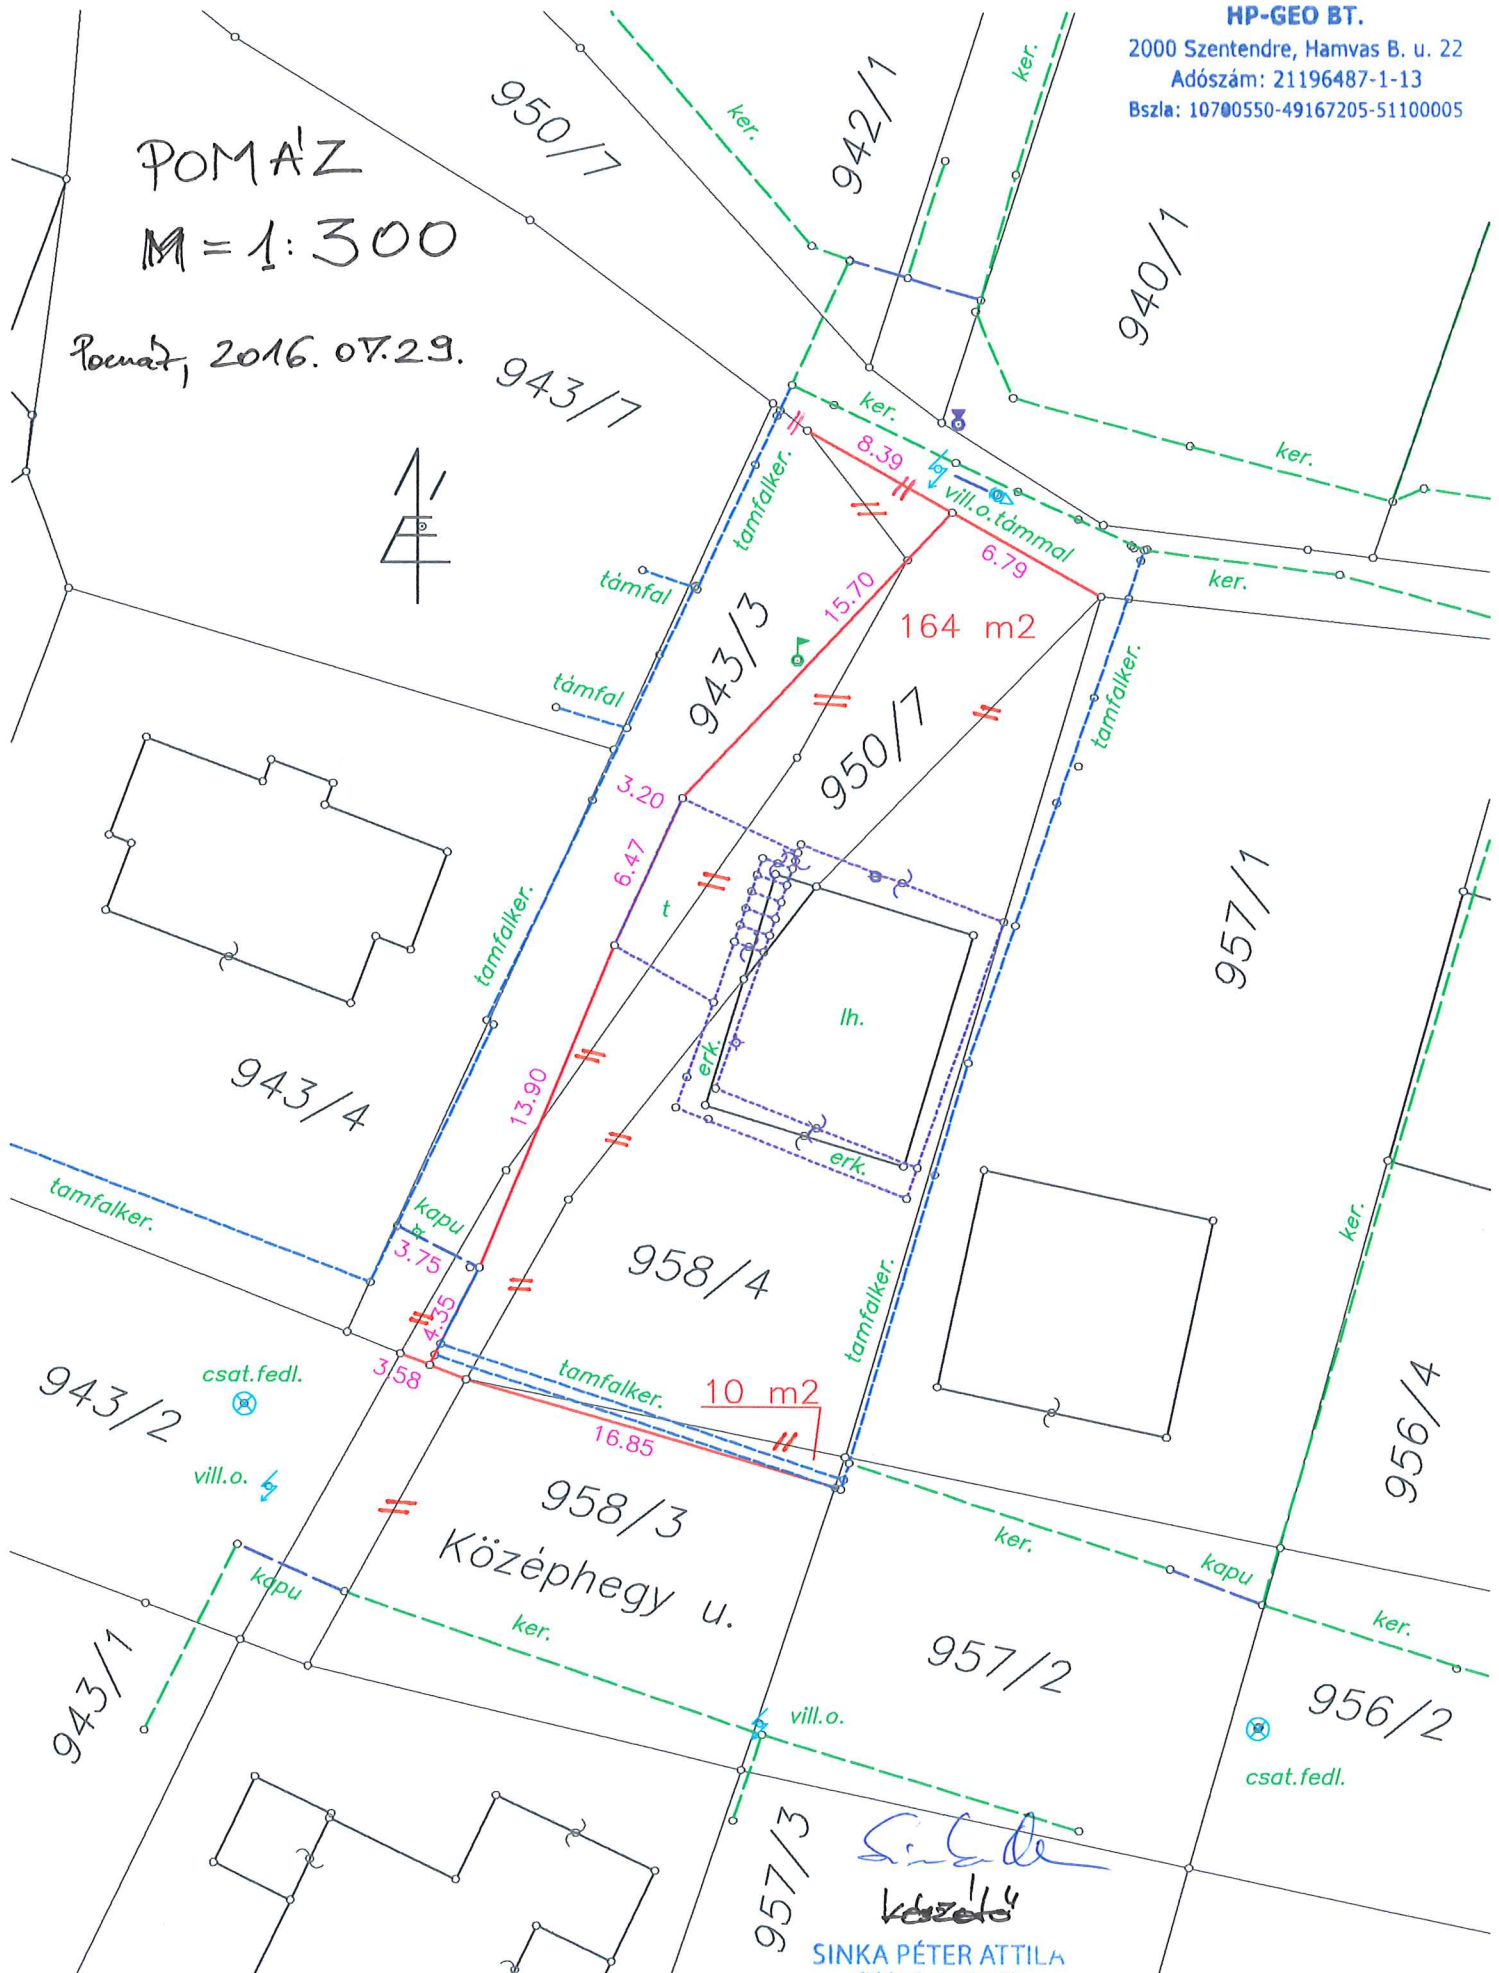 HP-GEO BT.
2000 Szentendre, Hamvas B. u. 22
Adószám: 21196487-1-13
Bszla: 10700550-49167205-51100005
POMÁZ
M = 1:300
Pomáz, 2016. 07.29.
950/7
942/1
ker.
ker.
940/1
943/7
ker.
8.39
ker.
tamfalker.
vill.o.támmal
6.79
ker.
támfal
943/3
15.70
164 m2
támfal
tamfalker.
950/7
3.20
6.47
t
957/1
tamfalker.
lh.
erk.
943/4
13.90
erk.
tamfalker.
kapu
3.75
958/4
ker.
4.35
tamfalker.
3.58
csat.fedl.
943/2
tamfalker.
10 m2
956/4
16.85
vill.o.
958/3
Középhegy u.
ker.
kapu
kapu
ker.
ker.
943/1
957/2
956/2
vill.o.
csat.fedl.
957/3
készítő
SINKA PÉTER ATTILA